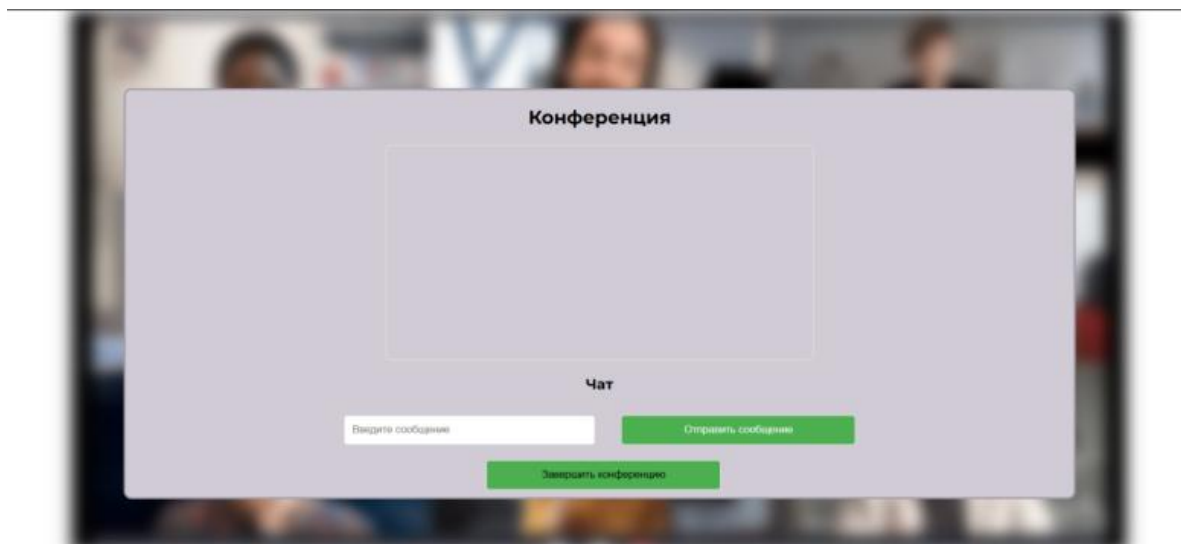 Конференция
Чат
Введите сообщение
Отправить сообщение
Завершить конференцию